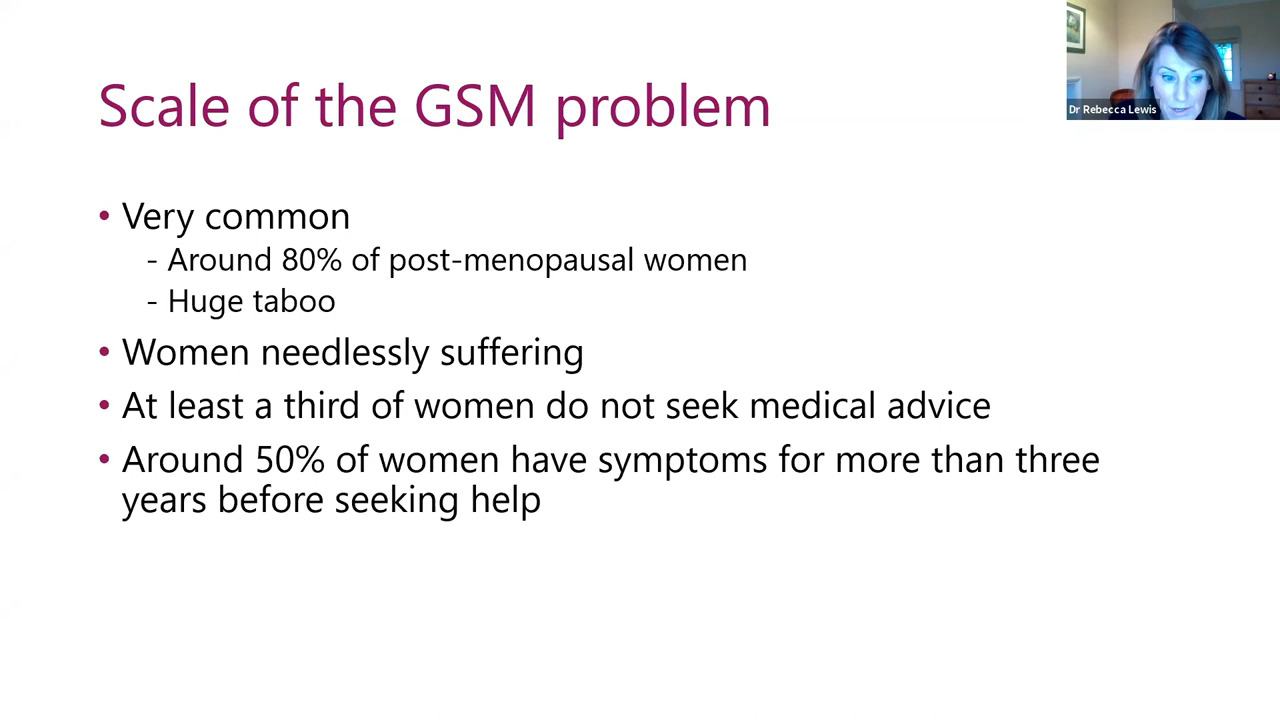 Scale of the GSM problem
Dr Rebecca Lewis
• Very common
- Around 80% of post-menopausal women
- Huge taboo
• Women needlessly suffering
• At least a third of women do not seek medical advice
• Around 50% of women have symptoms for more than three
years before seeking help